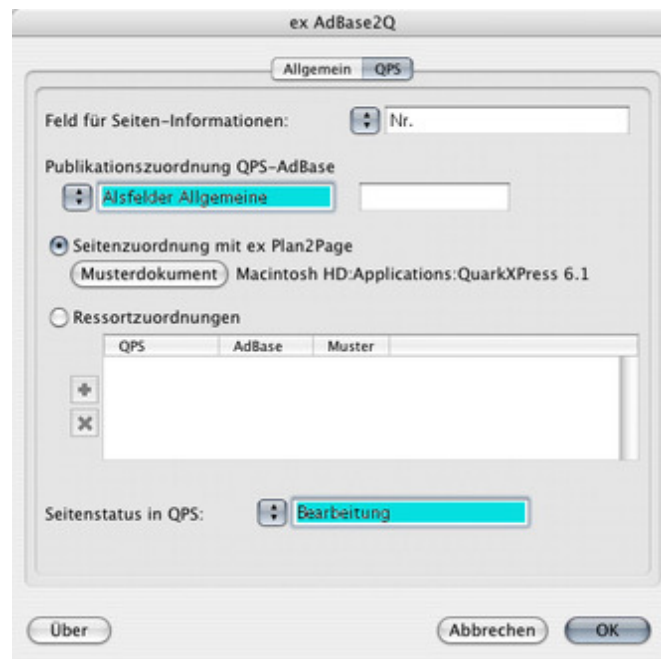 ex AdBase2Q
Allgemein QPS
Feld für Seiten-Informationen: Nr.
Publikationszuordnung QPS-AdBase
Alsfelder Allgemeine
Seitenzuordnung mit ex Plan2Page
Musterdokument Macintosh HD:Applications:QuarkXPress 6.1
Ressortzuordnungen
QPS AdBase Muster
Seitenstatus in QPS: Bearbeitung
Über Abbrechen OK